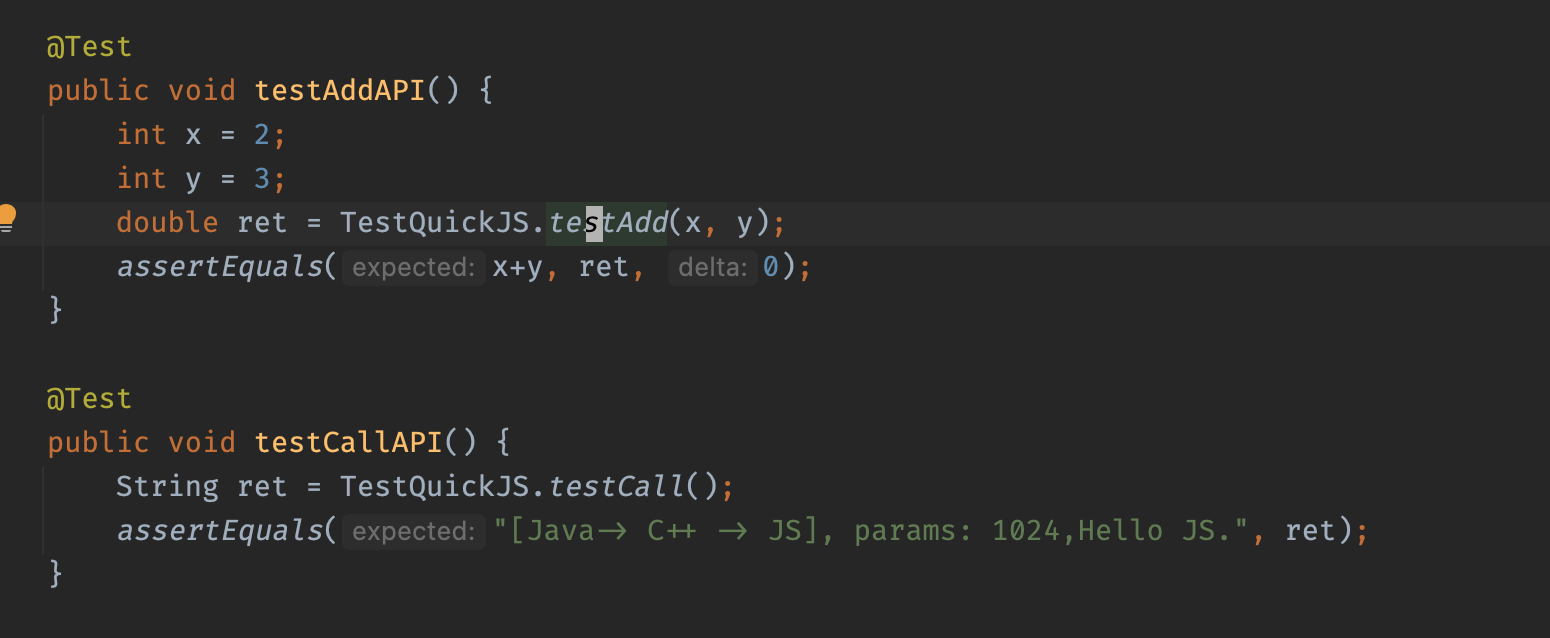 @Test
public void testAddAPI() {
int x = 2;
int y = 3;
double ret = TestQuickJS.testAdd(x, y);
assertEquals( expected: x+y, ret, delta: 0);
}
@Test
public void testCallAPI() {
String ret = TestQuickJS.testCall();
assertEquals( expected: "[Java-> C++ -> JS], params: 1024,Hello JS.", ret);
}